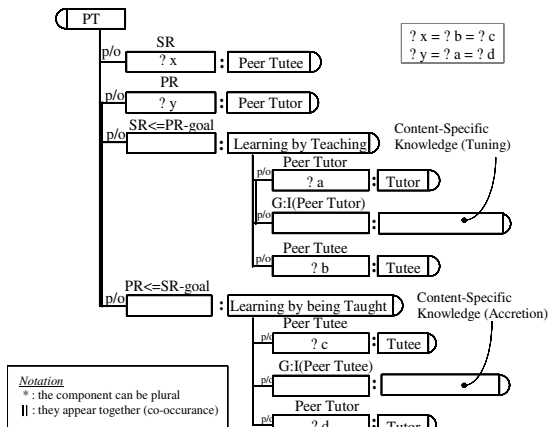 PT
? x = ? b = ? c
? y = ? a = ? d
SR
p/o ? x : Peer Tutee
PR
p/o ? y : Peer Tutor
SR<=PR-goal
p/o : Learning by Teaching
Content-Specific
Knowledge (Tuning)
Peer Tutor
p/o ? a : Tutor
G:I(Peer Tutor)
p/o :
Peer Tutee
p/o ? b : Tutee
PR<=SR-goal
p/o : Learning by being Taught
Content-Specific
Knowledge (Accretion)
Peer Tutee
p/o ? c : Tutee
G:I(Peer Tutee)
p/o :
Peer Tutor
p/o ? d : Tutor
Notation
* : the component can be plural
|| : they appear together (co-occurance)